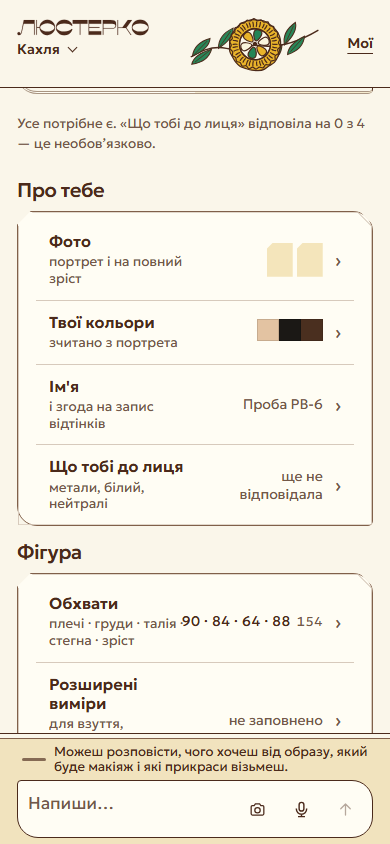 ЛЮСТЕРКО
Кахля
Мої
Усе потрібне є. «Що тобі до лиця» відповіла на 0 з 4
— це необов’язково.
Про тебе
Фото
портрет і на повний
зріст
Твої кольори
зчитано з портрета
Ім'я
і згода на запис
відтінків
Проба РВ-6
Що тобі до лиця
метали, білий,
нейтралі
ще не
відповідала
Фігура
Обхвати
плечі · груди · талія ·
стегна · зріст
90 · 84 · 64 · 88 154
Розширені
виміри
для взуття,
не заповнено
Можеш розповісти, чого хочеш від образу, який
буде макіяж і які прикраси візьмеш.
Напиши...